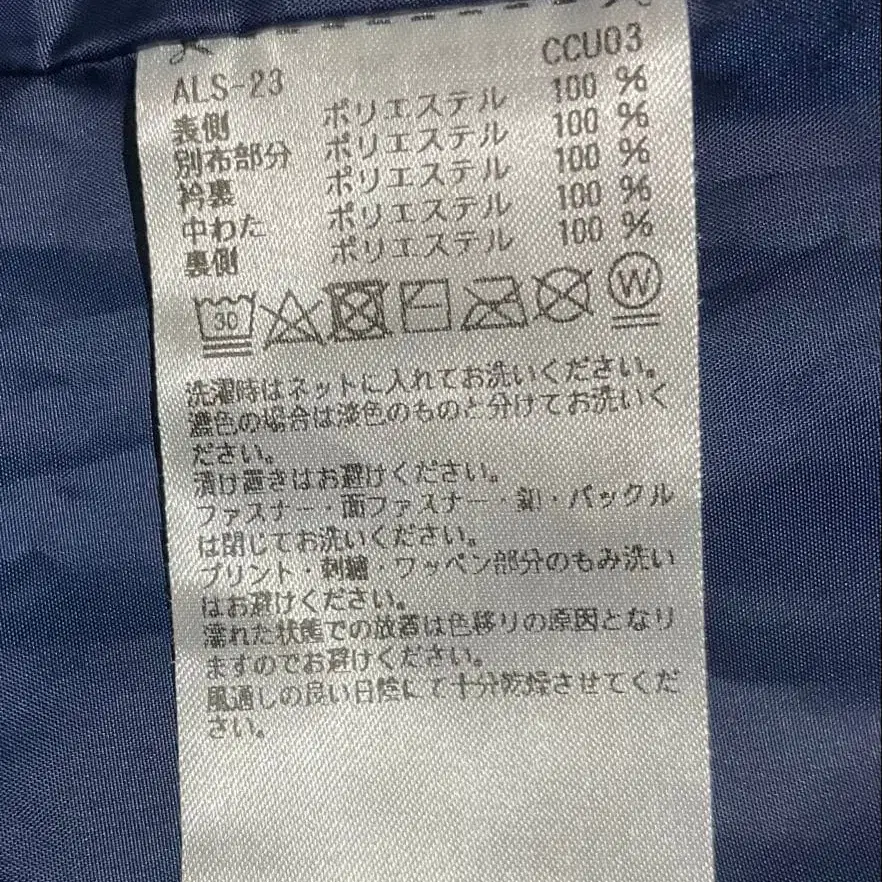 ALS-23 CCU03
表側 ポリエステル 100 %
別布部分 ポリエステル 100 %
衿裏 ポリエステル 100 %
中わた ポリエステル 100 %
裏側 ポリエステル 100 %
30 W
洗濯時はネットに入れてお洗いください。
濃色の場合は淡色のものと分けてお洗いく
ださい。
漬け置きはお避けください。
ファスナー・面ファスナー・釦・バックル
は閉じてお洗いください。
プリント・刺繍・ワッペン部分のもみ洗い
はお避けください。
濡れた状態での放置は色移りの原因となり
ますのでお避けください。
風通しの良い日陰にて十分乾燥させてくだ
さい。